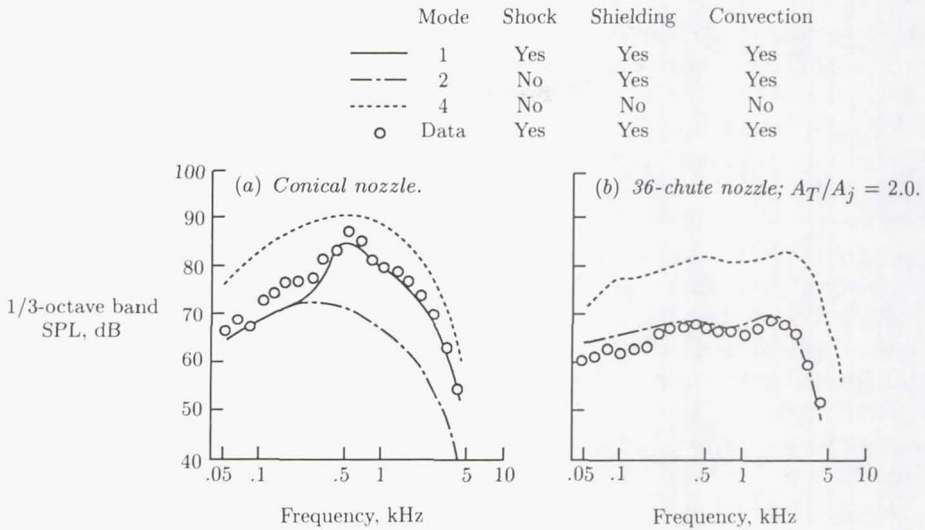 Mode Shock Shielding Convection
1 Yes Yes Yes
2 No Yes Yes
4 No No No
Data Yes Yes Yes
(a) Conical nozzle.
(b) 36-chute nozzle; A_T/A_j = 2.0.
1/3-octave band
SPL, dB
100
90
80
70
60
50
40
.05 .1 .5 1 5 10
.05 .1 .5 1 5 10
Frequency, kHz
Frequency, kHz